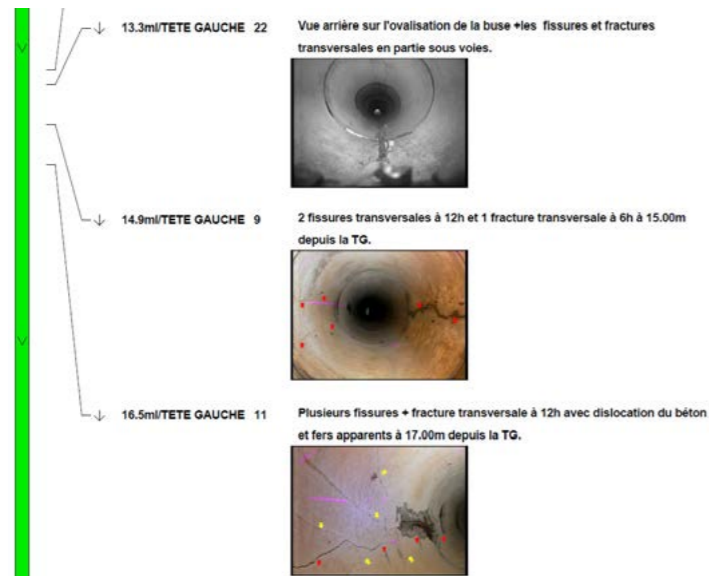 13.3ml/TETE GAUCHE 22
Vue arrière sur l'ovalisation de la buse +les fissures et fractures
transversales en partie sous voies.
14.9ml/TETE GAUCHE 9
2 fissures transversales à 12h et 1 fracture transversale à 6h à 15.00m
depuis la TG.
16.5ml/TETE GAUCHE 11
Plusieurs fissures + fracture transversale à 12h avec dislocation du béton
et fers apparents à 17.00m depuis la TG.